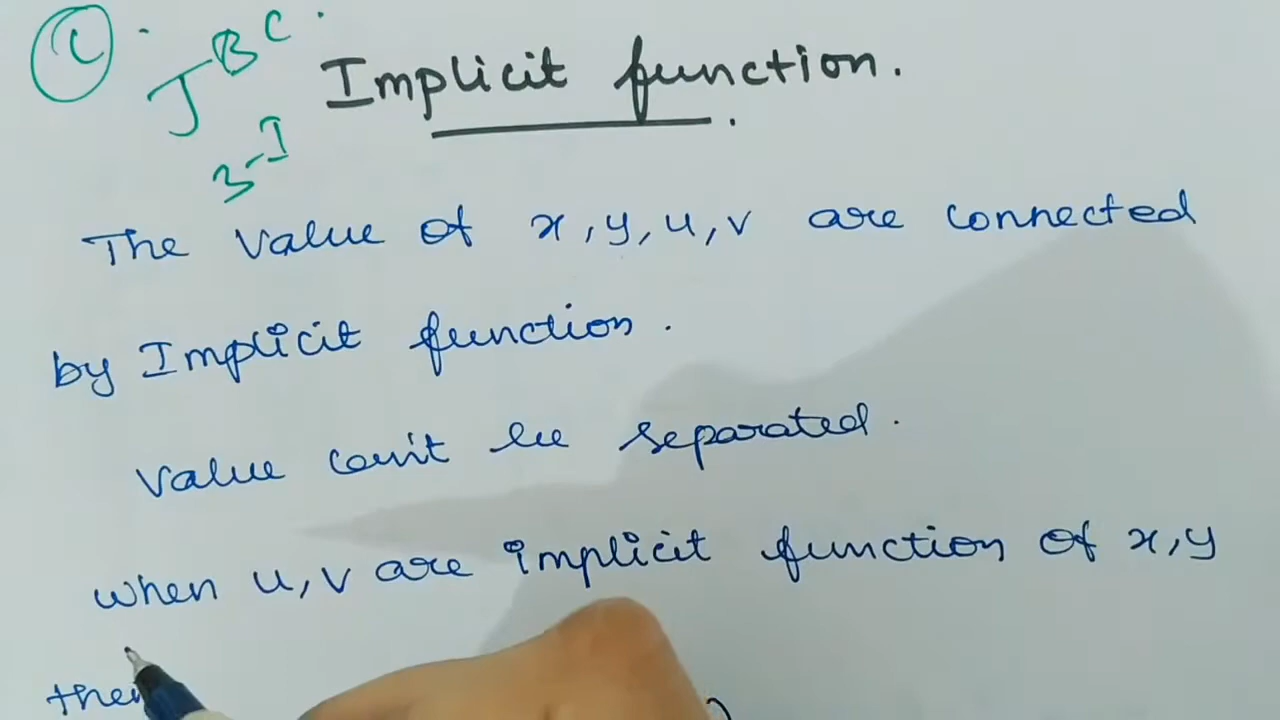 L
J B C
3-I
Implicit function.
The value of x, y, u, v are connected
by Implicit function.
value can't be separated.
when u, v are implicit function of x, y
then